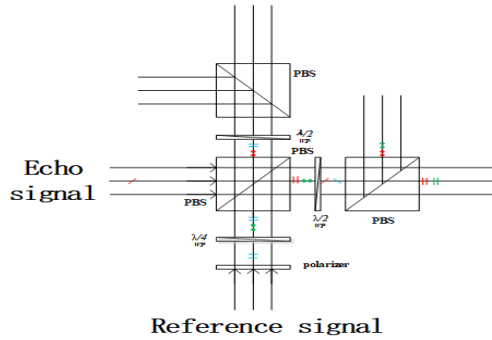 PBS
λ/2
WP
PBS
Echo
signal
PBS
λ/2
WP
PBS
λ/4
WP
polarizer
Reference signal